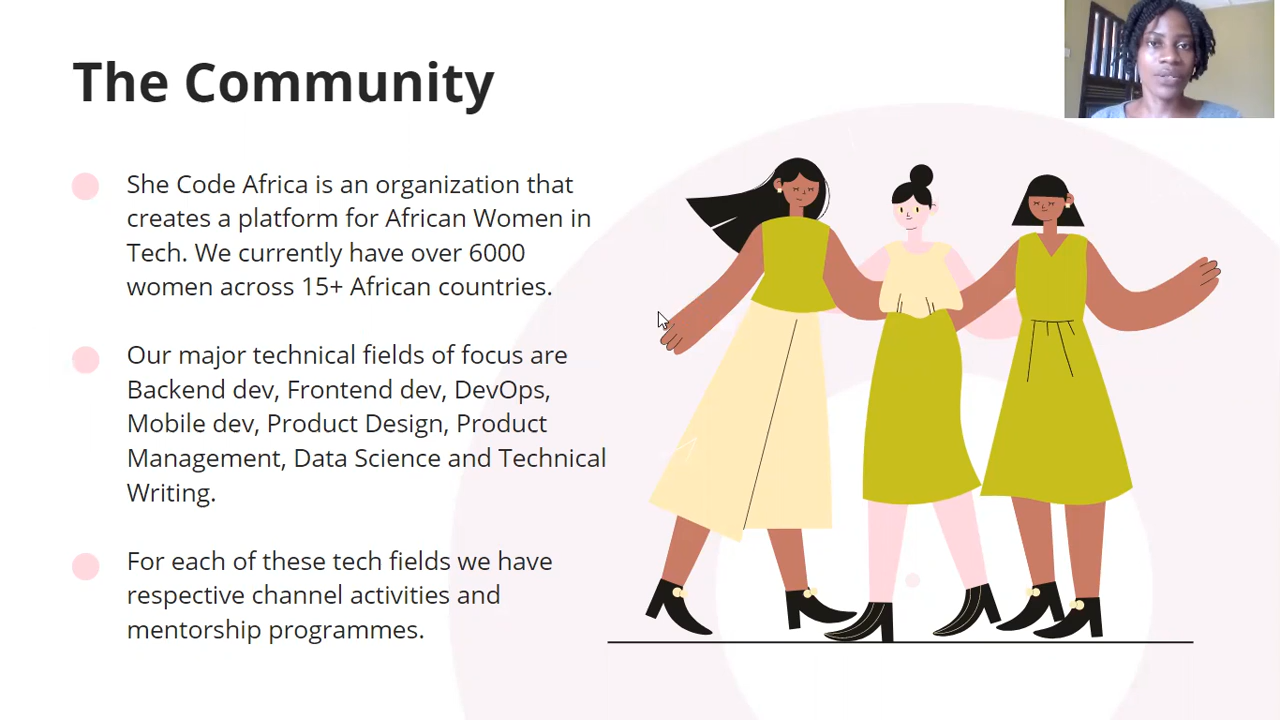 The Community
She Code Africa is an organization that
creates a platform for African Women in
Tech. We currently have over 6000
women across 15+ African countries.
Our major technical fields of focus are
Backend dev, Frontend dev, DevOps,
Mobile dev, Product Design, Product
Management, Data Science and Technical
Writing.
For each of these tech fields we have
respective channel activities and
mentorship programmes.